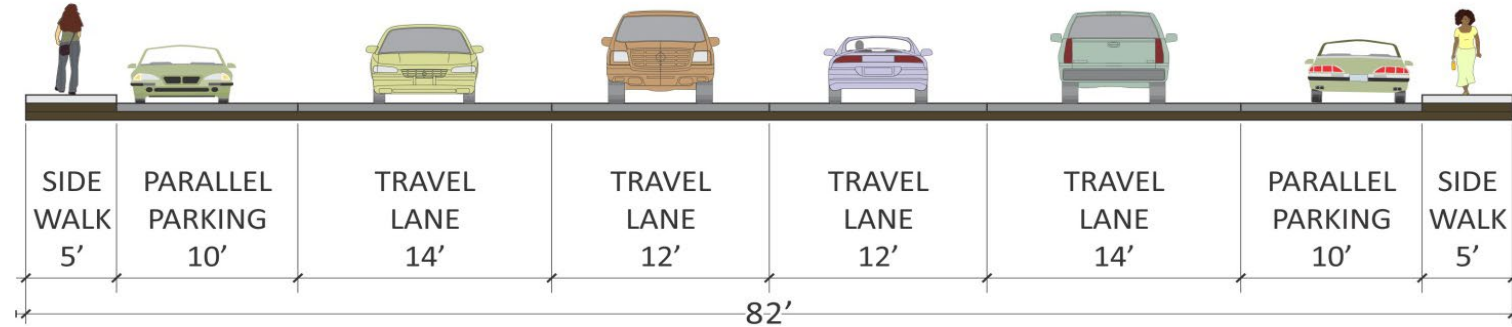 SIDE
WALK
5’
PARALLEL
PARKING
10’
TRAVEL
LANE
14’
TRAVEL
LANE
12’
TRAVEL
LANE
12’
TRAVEL
LANE
14’
PARALLEL
PARKING
10’
SIDE
WALK
5’
82’